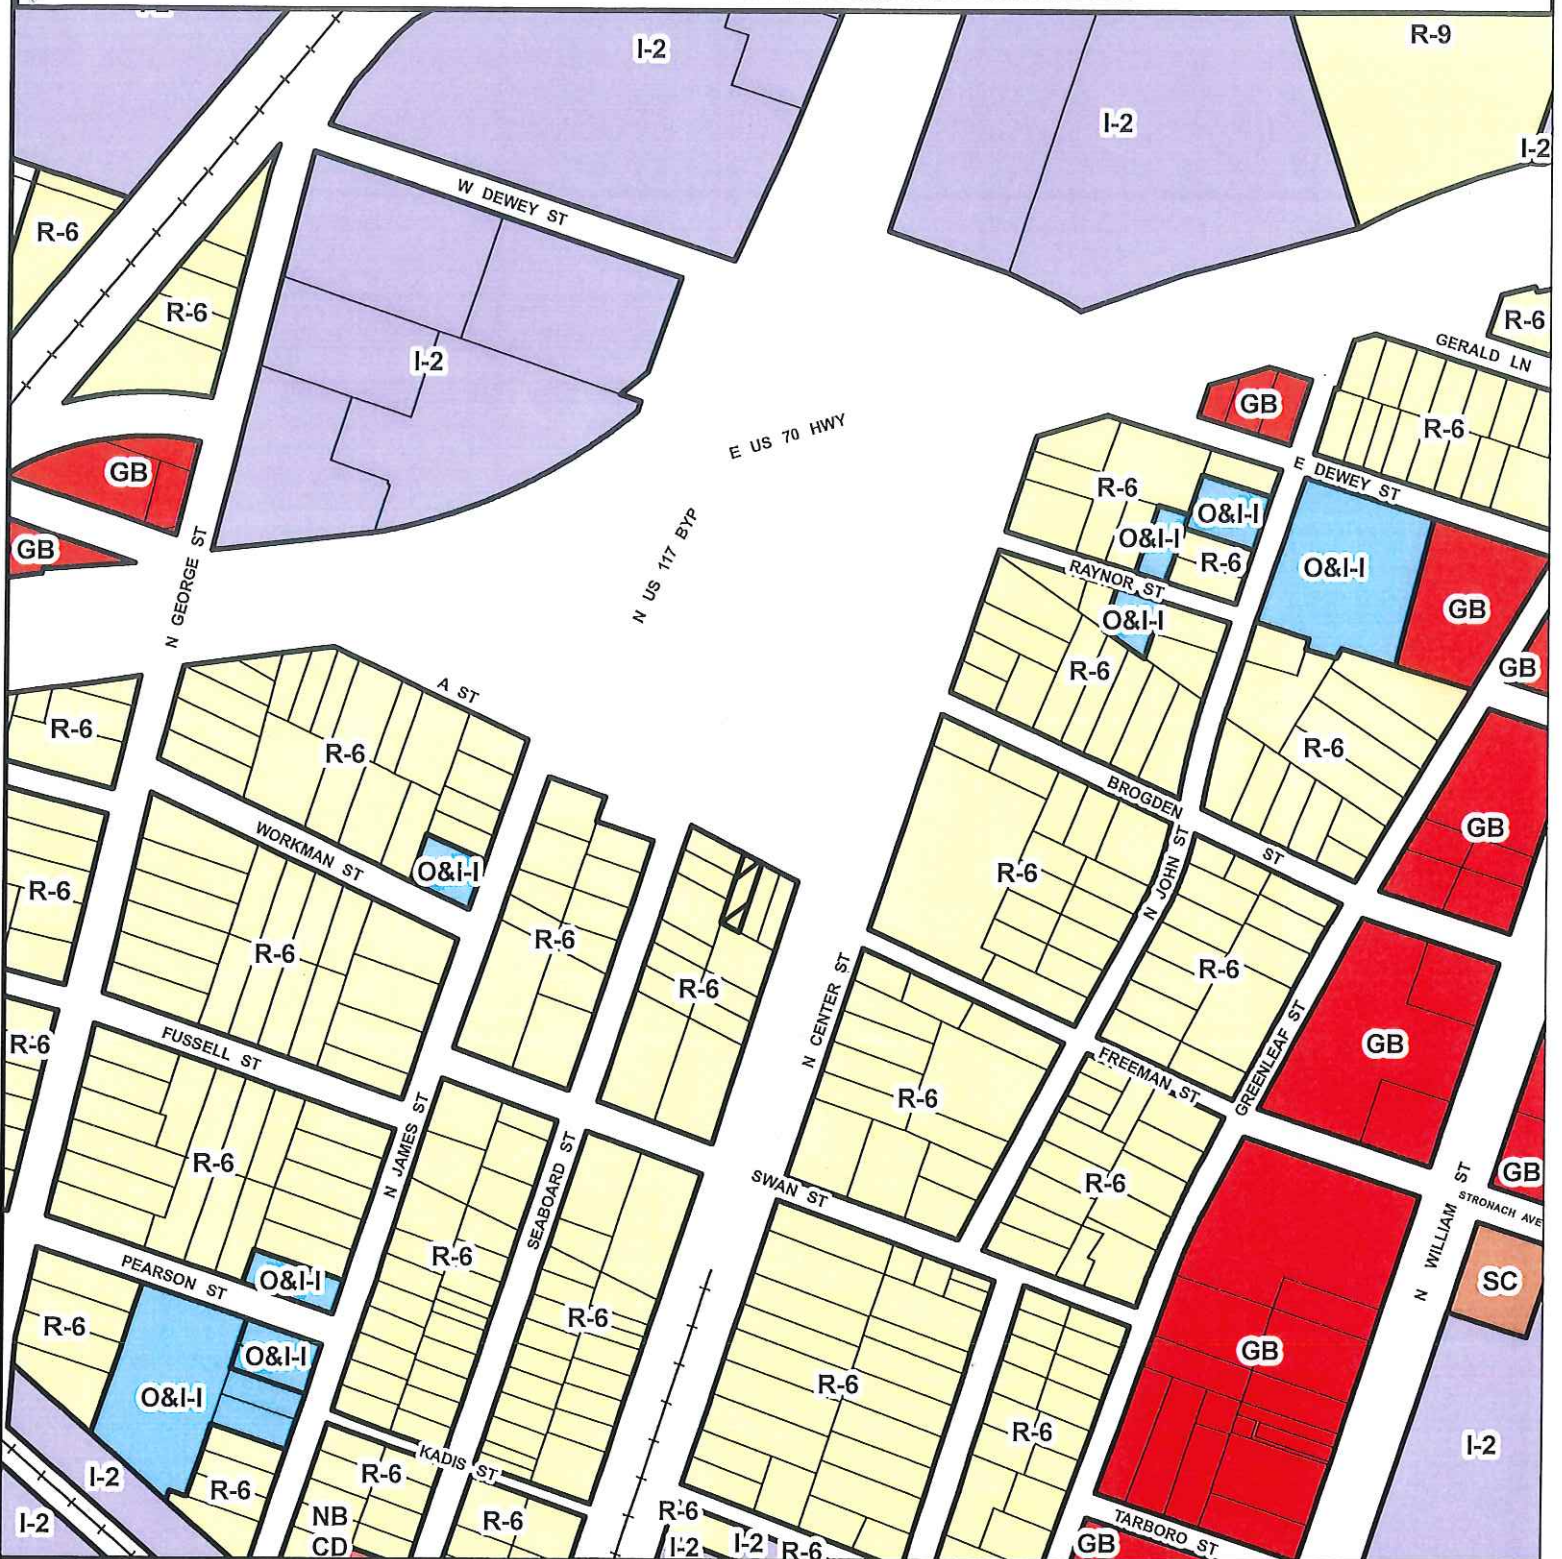 I-2
R-9
I-2
I-2
W DEWEY ST
R-6
R-6
R-6
GERALD LN
I-2
GB
R-6
E US 70 HWY
GB
E DEWEY ST
R-6
O&I-I
N US 117 BYP
O&I-I
GB
N GEORGE ST
R-6
O&I-I
RAYNOR ST
GB
O&I-I
GB
R-6
A ST
R-6
R-6
R-6
BROGDEN ST
GB
WORKMAN ST
O&I-I
R-6
N JOHN ST
R-6
R-6
R-6
R-6
R-6
N CENTER ST
R-6
FUSSELL ST
GREENLEAF ST
GB
FREEMAN ST
R-6
R-6
N JAMES ST
R-6
SEABOARD ST
SWAN ST
R-6
GB
N WILLIAM ST
STRONACH AVE
R-6
PEARSON ST
O&I-I
SC
R-6
R-6
O&I-I
GB
O&I-I
R-6
R-6
I-2
KADIS ST
I-2
R-6
R-6
NB
CD
R-6
R-6
I-2
I-2
I-2
R-6
TARBORO ST
GB